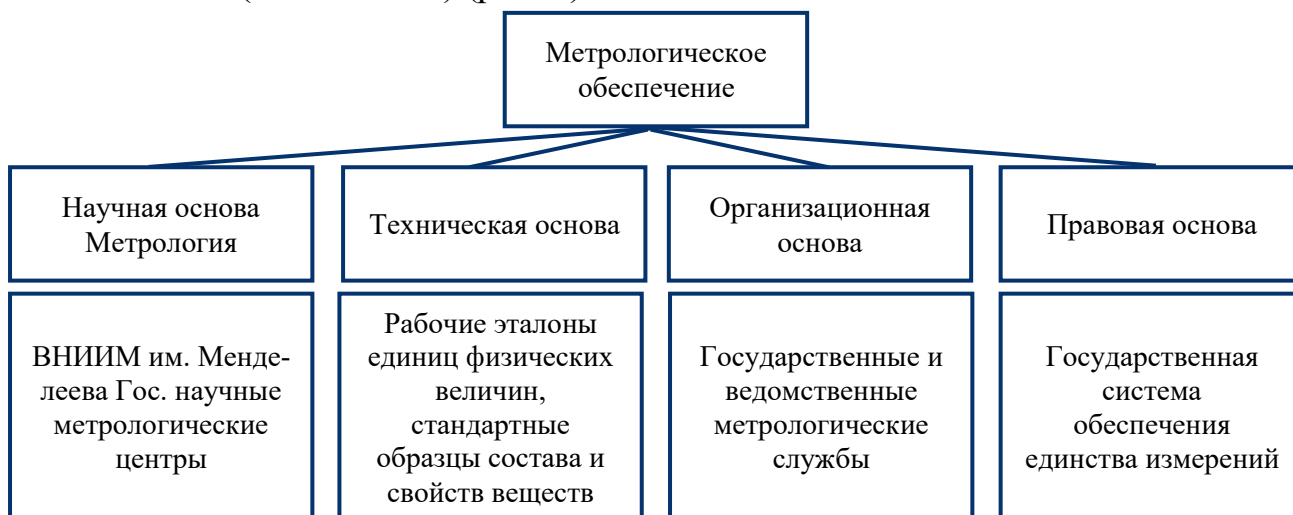 Метрологическое
обеспечение
Научная основа
Метрология
Техническая основа
Организационная
основа
Правовая основа
ВНИИМ им. Менде-
леева Гос. научные
метрологические
центры
Рабочие эталоны
единиц физических
величин,
стандартные
образцы состава и
свойств веществ
Государственные и
ведомственные
метрологические
службы
Государственная
система
обеспечения
единства измерений